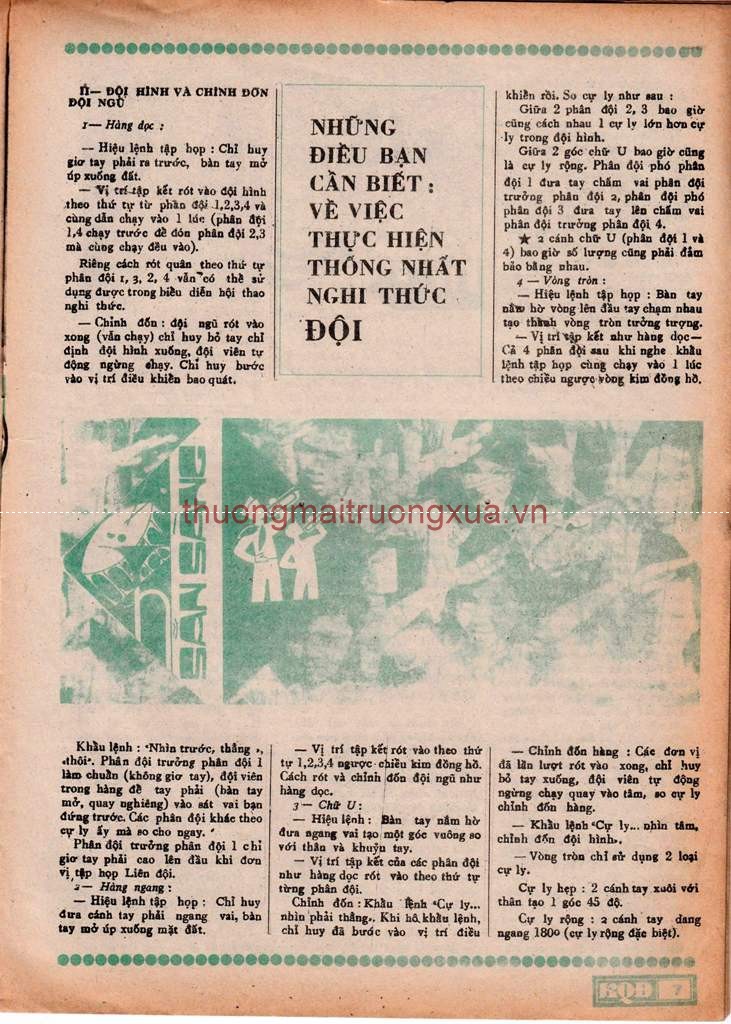 II— ĐỘI HÌNH VÀ CHỈNH ĐỐN
ĐỘI NGŨ
1— Hàng dọc :
— Hiệu lệnh tập họp : Chỉ huy
giơ tay phải ra trước, bàn tay mở
úp xuống đất.
— Vị trí tập kết rót vào đội hình
theo thứ tự từ phân đội 1,2,3,4 và
cùng dẫn chạy vào 1 lúc (phân đội
1,4 chạy trước để đón phân đội 2,3
mà cùng chạy đều vào).
Riêng cách rót quân theo thứ tự
phân đội 1, 3, 2, 4 vẫn có thể sử
dụng được trong biểu diễn hội thao
nghi thức.
— Chỉnh đốn : đội ngũ rót vào
xong (vẫn chạy) chỉ huy bỏ tay chỉ
định đội hình xuống, đội viên tự
động ngừng chạy. Chỉ huy bước
vào vị trí điều khiển bao quát.
NHỮNG
ĐIỀU BẠN
CẦN BIẾT :
VỀ VIỆC
THỰC HIỆN
THỐNG NHẤT
NGHI THỨC
ĐỘI
khiển rồi. So cự ly như sau :
Giữa 2 phân đội 2, 3 bao giờ
cũng cách nhau 1 cự ly lớn hơn cự
ly trong đội hình.
Giữa 2 góc chữ U bao giờ cũng
là cự ly rộng. Phân đội phó phân
đội 1 đưa tay chấm vai phân đội
trưởng phân đội 2, phân đội phó
phân đội 3 đưa tay lên chấm vai
phân đội trưởng phân đội 4.
★ 2 cánh chữ U (phân đội 1 và
4) bao giờ số lượng cũng phải đảm
bảo bằng nhau.
4 — Vòng tròn :
— Hiệu lệnh tập họp : Bàn tay
nắm hờ vòng lên đầu tay chạm nhau
tạo thành vòng tròn tưởng tượng.
— Vị trí tập kết như hàng dọc—
Cả 4 phân đội sau khi nghe khẩu
lệnh tập họp cùng chạy vào 1 lúc
theo chiều ngược vòng kim đồng hồ.
SẴN SÀNG
thuongmaitruongxua.vn
Khẩu lệnh : «Nhìn trước, thẳng »,
«thôi». Phân đội trưởng phân đội 1
làm chuẩn (không giơ tay), đội viên
trong hàng để tay phải (bàn tay
mở, quay nghiêng) vào sát vai bạn
đứng trước. Các phân đội khác theo
cự ly ấy mà so cho ngay.
Phân đội trưởng phân đội 1 chỉ
giơ tay phải cao lên đầu khi đơn
vị tập họp Liên đội.
2— Hàng ngang :
— Hiệu lệnh tập họp : Chỉ huy
đưa cánh tay phải ngang vai, bàn
tay mở úp xuống mặt đất.
— Vị trí tập kết rót vào theo thứ
tự 1,2,3,4 ngược chiều kim đồng hồ.
Cách rót và chỉnh đốn đội ngũ như
hàng dọc.
3— Chữ U :
— Hiệu lệnh : Bàn tay nắm hờ
đưa ngang vai tạo một góc vuông so
với thân và khuỷu tay.
— Vị trí tập kết của các phân đội
như hàng dọc rót vào theo thứ tự
từng phân đội.
Chỉnh đốn : Khẩu lệnh «Cự ly...
nhìn phải thẳng». Khi hô khẩu lệnh,
chỉ huy đã bước vào vị trí điều
— Chỉnh đốn hàng : Các đơn vị
đã lần lượt rót vào xong, chỉ huy
bỏ tay xuống, đội viên tự động
ngừng chạy quay vào tâm, so cự ly
chỉnh đốn hàng.
— Khẩu lệnh «Cự ly... nhìn tâm,
chỉnh đốn đội hình».
— Vòng tròn chỉ sử dụng 2 loại
cự ly.
Cự ly hẹp : 2 cánh tay xuôi với
thân tạo 1 góc 45 độ.
Cự ly rộng : 2 cánh tay dang
ngang 180o (cự ly rộng đặc biệt).
KQĐ 7